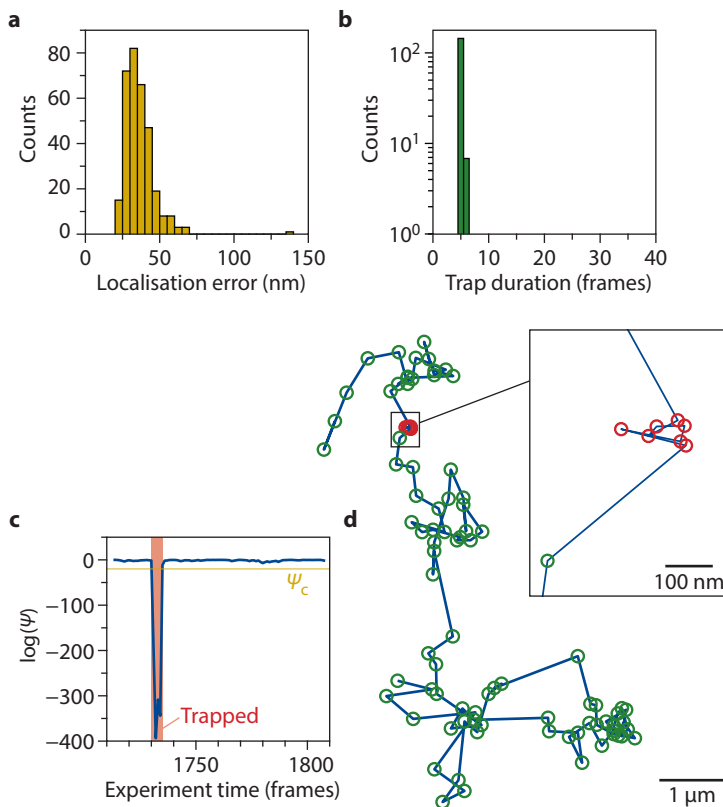 a
80
60
40
20
0
Counts
0
50
100
150
Localisation error (nm)
b
10²
10¹
10⁰
Counts
0
10
20
30
40
Trap duration (frames)
100 nm
c
0
−100
−200
−300
−400
log(Ψ)
Ψc
Trapped
1750
1800
Experiment time (frames)
d
1 μm